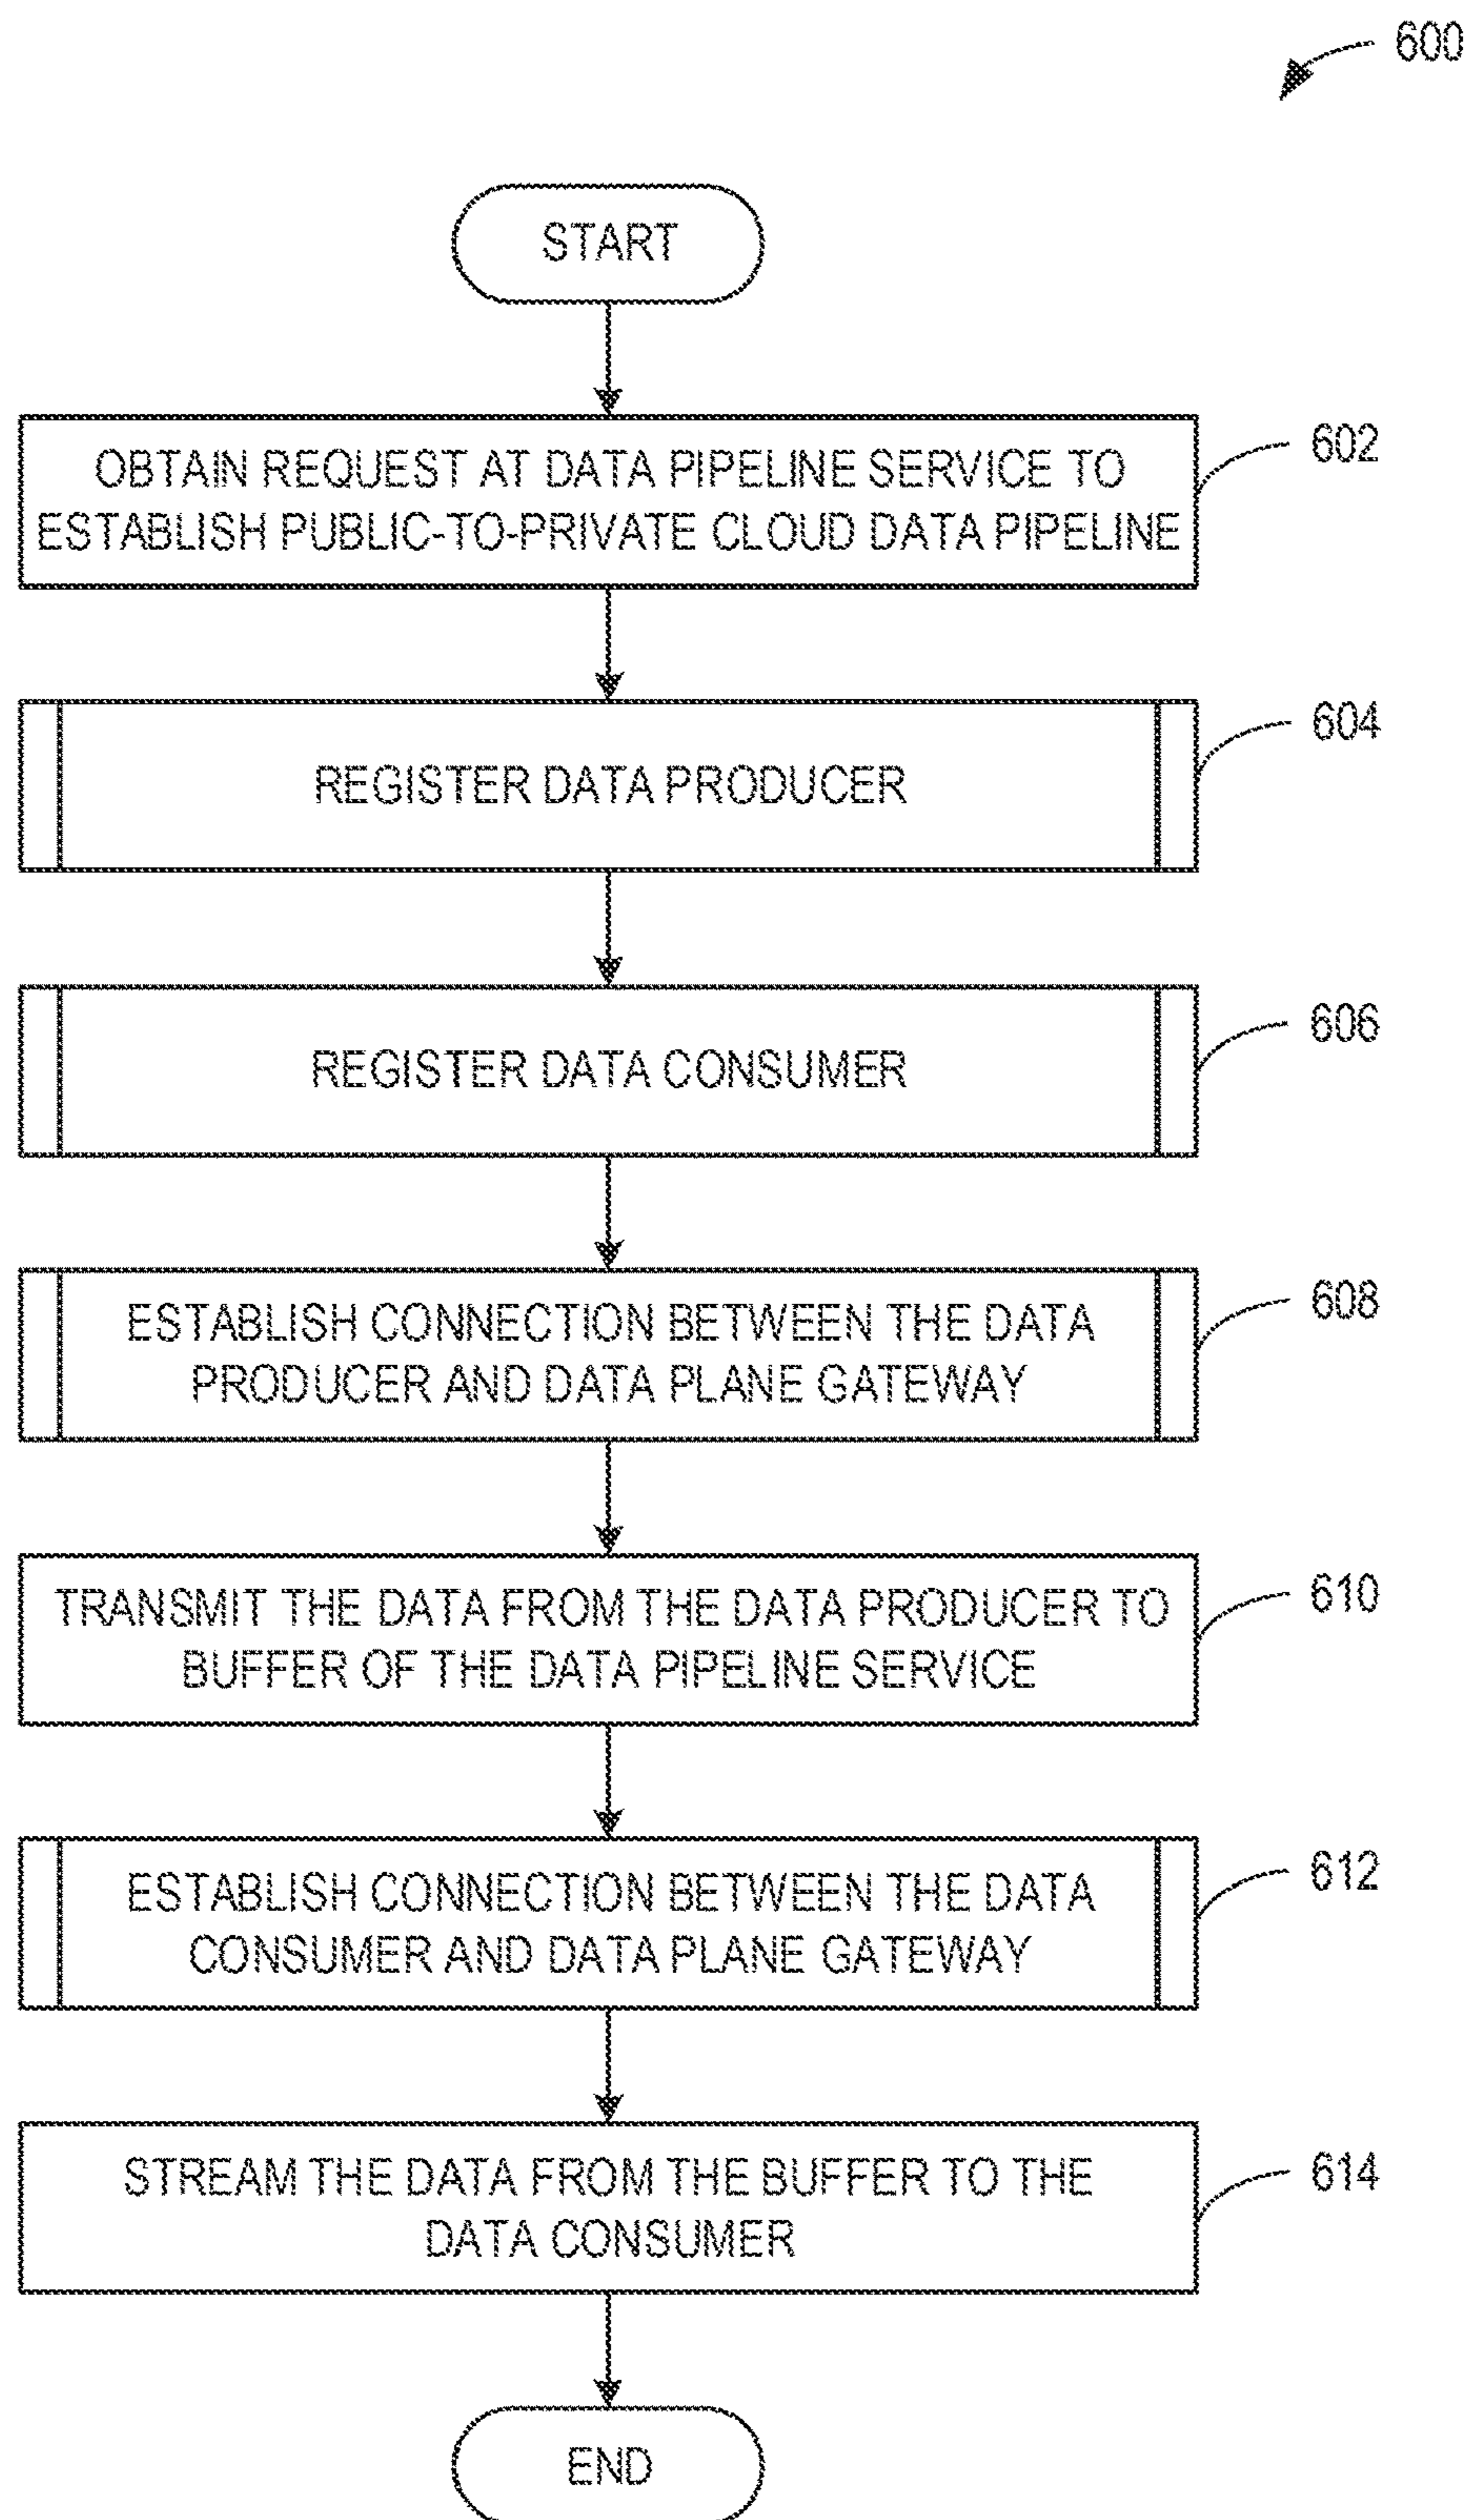 600
START
OBTAIN REQUEST AT DATA PIPELINE SERVICE TO
ESTABLISH PUBLIC-TO-PRIVATE CLOUD DATA PIPELINE
602
REGISTER DATA PRODUCER
604
REGISTER DATA CONSUMER
606
ESTABLISH CONNECTION BETWEEN THE DATA
PRODUCER AND DATA PLANE GATEWAY
608
TRANSMIT THE DATA FROM THE DATA PRODUCER TO
BUFFER OF THE DATA PIPELINE SERVICE
610
ESTABLISH CONNECTION BETWEEN THE DATA
CONSUMER AND DATA PLANE GATEWAY
612
STREAM THE DATA FROM THE BUFFER TO THE
DATA CONSUMER
614
END